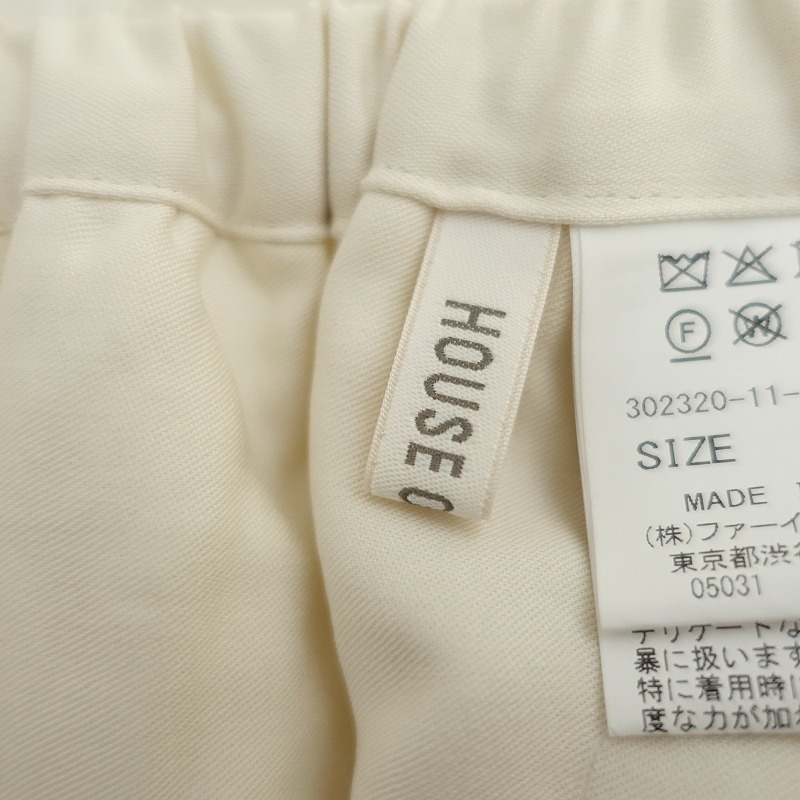 HOUSE O
F
W
302320-11-
SIZE
MADE
(株)ファーイ
東京都渋谷
05031
デリケートな
暴に扱います
特に着用時に
度な力が加わ